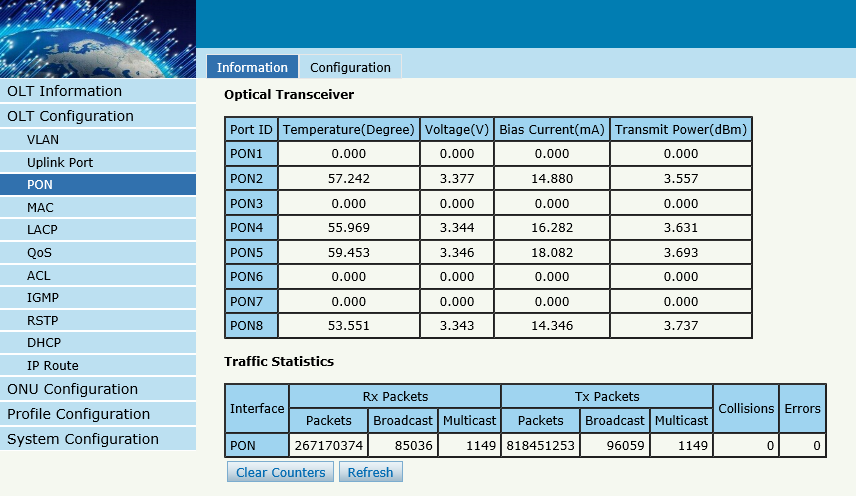 Information Configuration
OLT Information
OLT Configuration
VLAN
Uplink Port
PON
MAC
LACP
QoS
ACL
IGMP
RSTP
DHCP
IP Route
ONU Configuration
Profile Configuration
System Configuration
Optical Transceiver
Port ID Temperature(Degree) Voltage(V) Bias Current(mA) Transmit Power(dBm)
PON1 0.000 0.000 0.000 0.000
PON2 57.242 3.377 14.880 3.557
PON3 0.000 0.000 0.000 0.000
PON4 55.969 3.344 16.282 3.631
PON5 59.453 3.346 18.082 3.693
PON6 0.000 0.000 0.000 0.000
PON7 0.000 0.000 0.000 0.000
PON8 53.551 3.343 14.346 3.737
Traffic Statistics
Interface Rx Packets Tx Packets Collisions Errors
Packets Broadcast Multicast Packets Broadcast Multicast
PON 267170374 85036 1149 818451253 96059 1149 0 0
Clear Counters Refresh